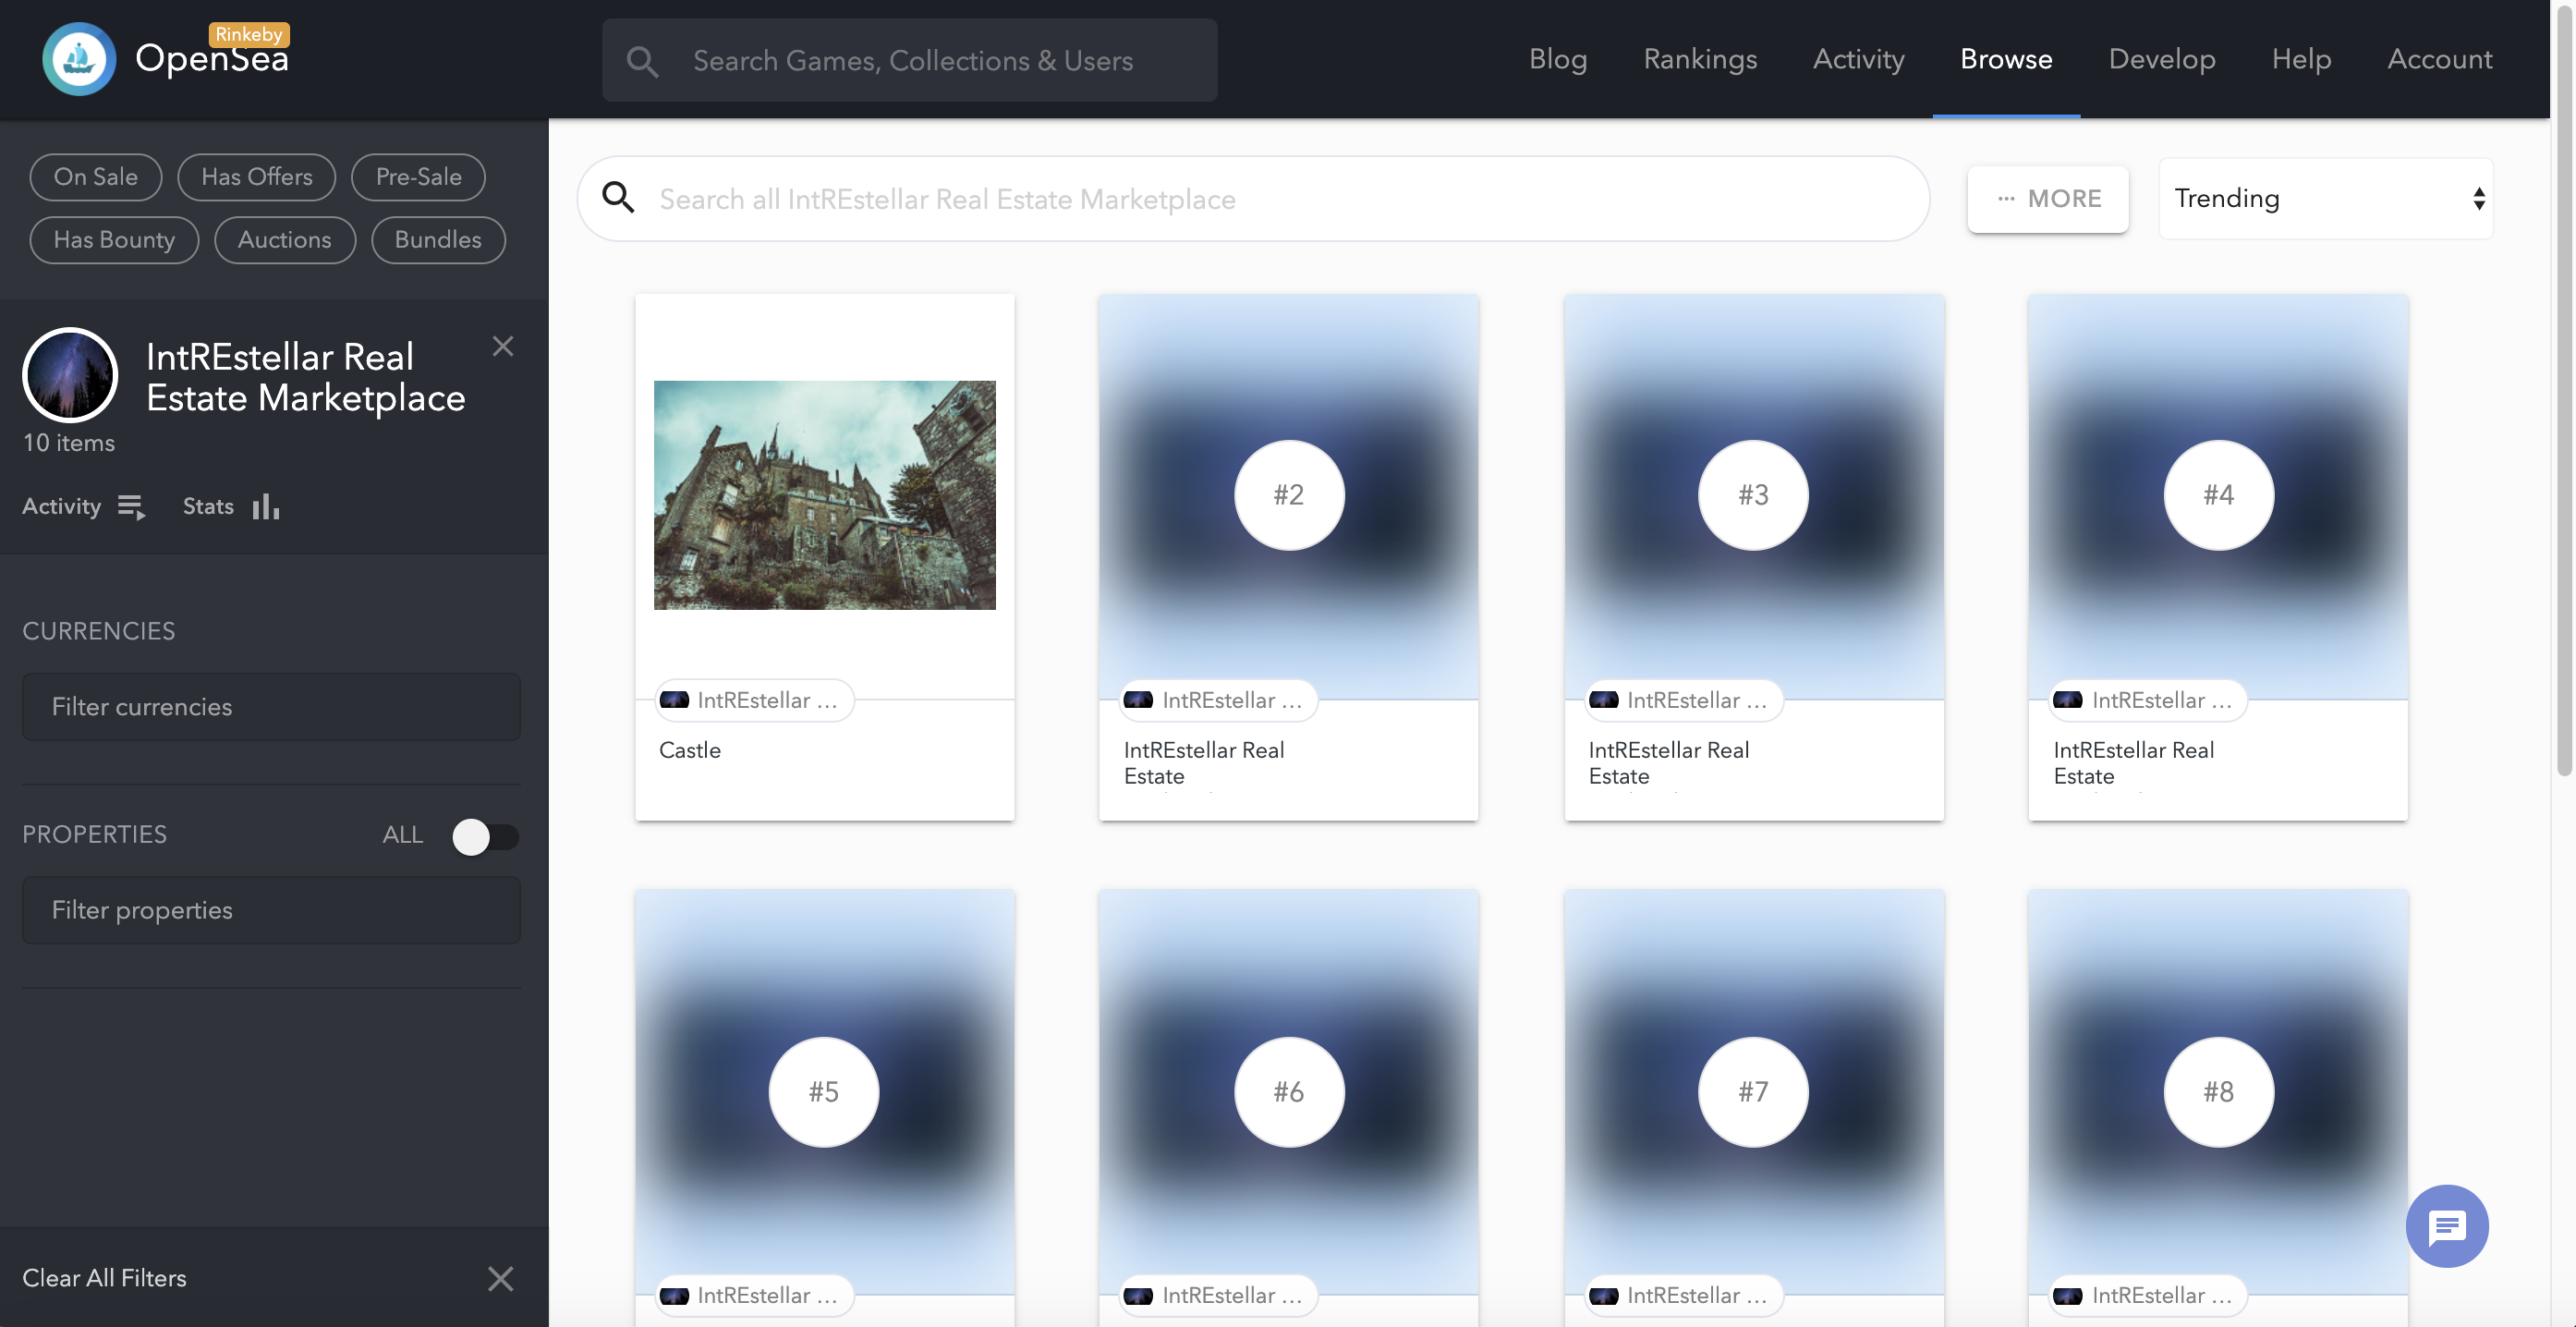 Rinkeby
OpenSea
Search Games, Collections & Users
Blog
Rankings
Activity
Browse
Develop
Help
Account
On Sale
Has Offers
Pre-Sale
Has Bounty
Auctions
Bundles
IntREstellar Real
Estate Marketplace
10 items
Activity
Stats
CURRENCIES
Filter currencies
PROPERTIES
ALL
Filter properties
Clear All Filters
Search all IntREstellar Real Estate Marketplace
··· MORE
Trending
IntREstellar ...
Castle
#2
IntREstellar ...
IntREstellar Real
Estate
#3
IntREstellar ...
IntREstellar Real
Estate
#4
IntREstellar ...
IntREstellar Real
Estate
#5
IntREstellar ...
#6
IntREstellar ...
#7
IntREstellar ...
#8
IntREstellar ...